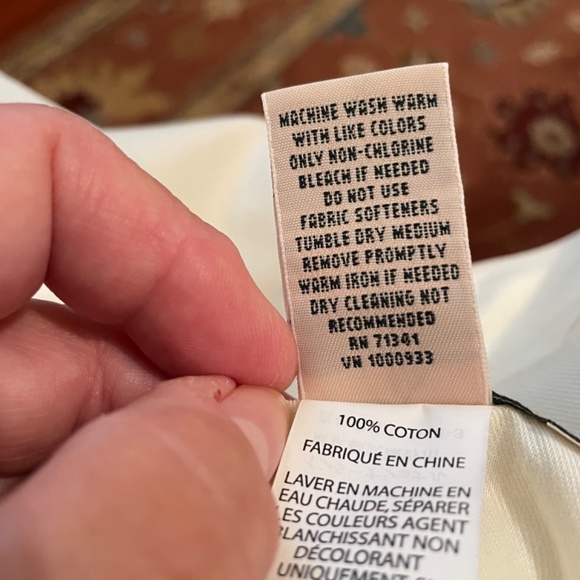 MACHINE WASH WARM
WITH LIKE COLORS
ONLY NON-CHLORINE
BLEACH IF NEEDED
DO NOT USE
FABRIC SOFTENERS
TUMBLE DRY MEDIUM
REMOVE PROMPTLY
WARM IRON IF NEEDED
DRY CLEANING NOT
RECOMMENDED
RN 71341
VN 1000933
100% COTON
FABRIQUÉ EN CHINE
LAVER EN MACHINE EN
EAU CHAUDE, SÉPARER
LES COULEURS AGENT
BLANCHISSANT NON
DÉCOLORANT
UNIQUEMENT